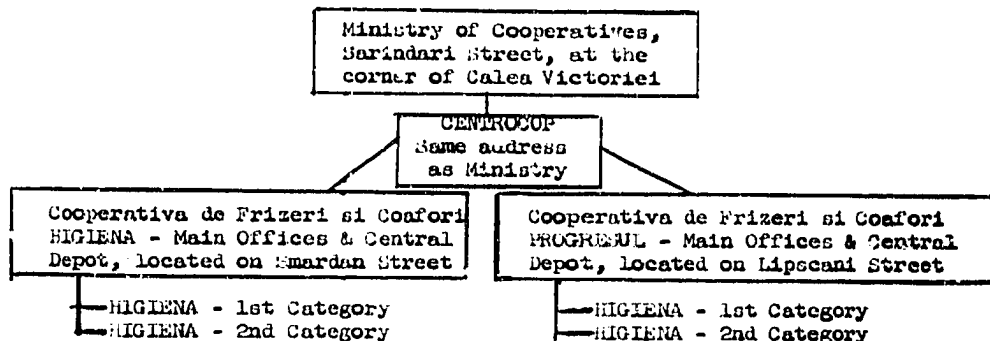 Ministry of Cooperatives,
Sarindari Street, at the
corner of Calea Victoriei
CENTROCOP
Same address
as Ministry
Cooperativa de Frizeri si Coafori
HIGIENA - Main Offices & Central
Depot, located on Smardan Street
Cooperativa de Frizeri si Coafori
PROGRESUL - Main Offices & Central
Depot, located on Lipscani Street
HIGIENA - 1st Category
HIGIENA - 2nd Category
HIGIENA - 1st Category
HIGIENA - 2nd Category